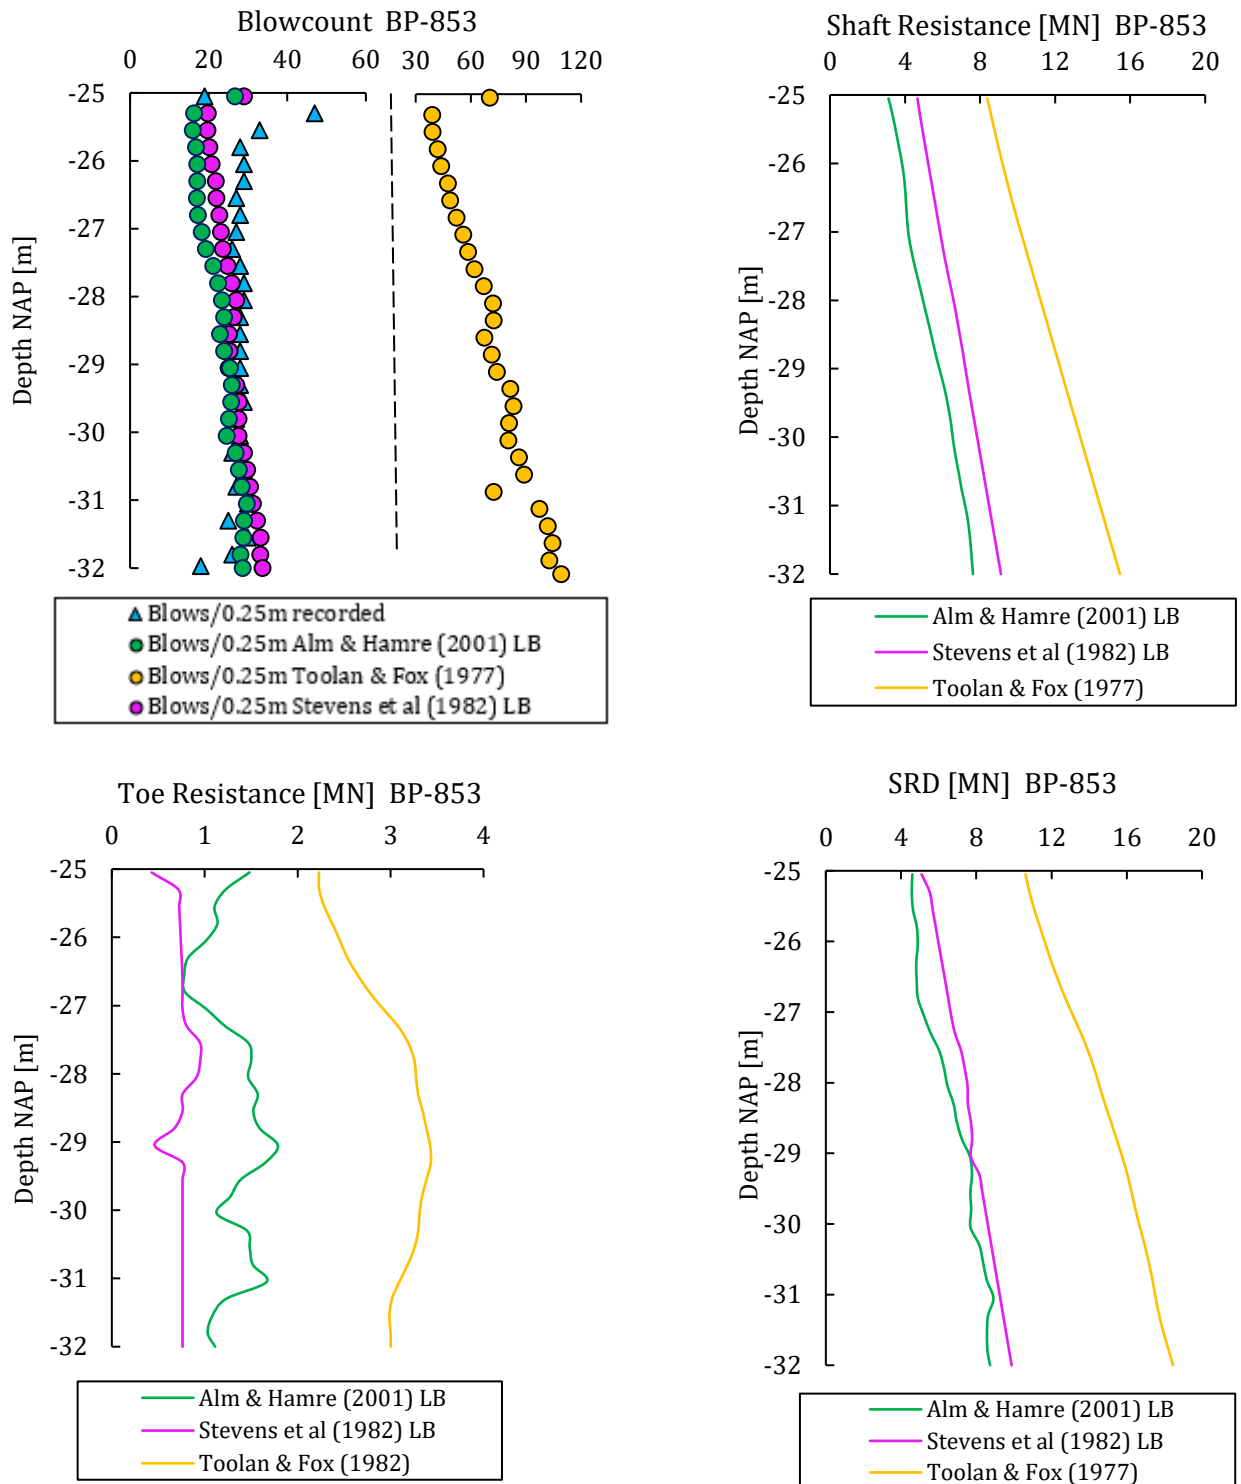 Blowcount BP-853
0 20 40 60 30 60 90 120
-25
-26
-27
-28
-29
-30
-31
-32
Depth NAP [m]
Blows/0.25m recorded
Blows/0.25m Alm & Hamre (2001) LB
Blows/0.25m Toolan & Fox (1977)
Blows/0.25m Stevens et al (1982) LB
Shaft Resistance [MN] BP-853
0 4 8 12 16 20
-25
-26
-27
-28
-29
-30
-31
-32
Depth NAP [m]
Alm & Hamre (2001) LB
Stevens et al (1982) LB
Toolan & Fox (1977)
Toe Resistance [MN] BP-853
0 1 2 3 4
-25
-26
-27
-28
-29
-30
-31
-32
Depth NAP [m]
Alm & Hamre (2001) LB
Stevens et al (1982) LB
Toolan & Fox (1982)
SRD [MN] BP-853
0 4 8 12 16 20
-25
-26
-27
-28
-29
-30
-31
-32
Depth NAP [m]
Alm & Hamre (2001) LB
Stevens et al (1982) LB
Toolan & Fox (1977)